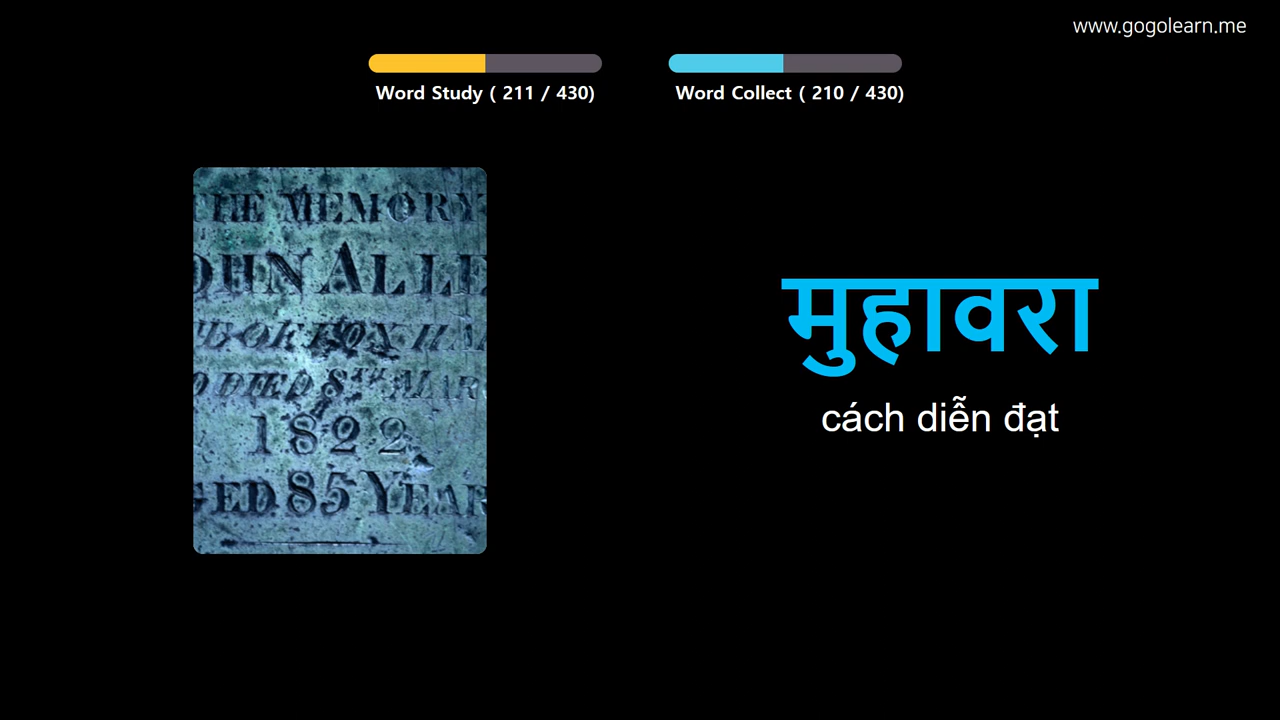 www.gogolearn.me
Word Study ( 211 / 430)
Word Collect ( 210 / 430)
THE MEMORY
OHN ALLE
DIED 8TH MAR
1822
GED 85 YEAR
मुहावरा
cách diễn đạt